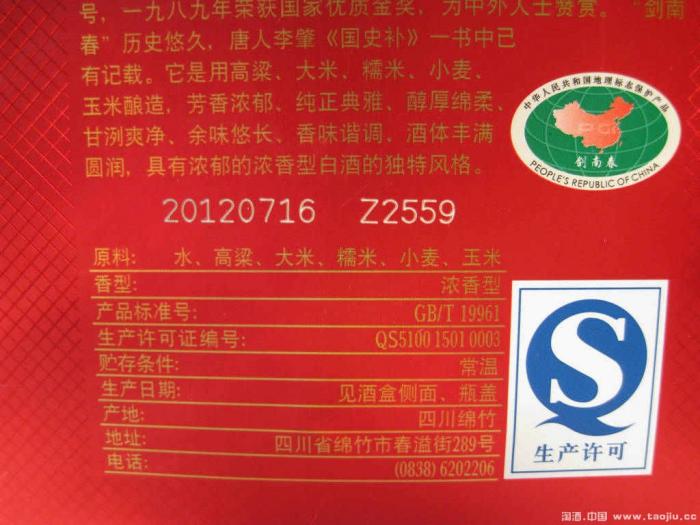 号，一九八九年荣获国家优质金奖，为中外人士赞赏。“剑南
春”历史悠久，唐人李肇《国史补》一书中已
有记载。它是用高粱、大米、糯米、小麦、
玉米酿造，芳香浓郁、纯正典雅、醇厚绵柔、
甘洌爽净、余味悠长、香味谐调、酒体丰满
圆润，具有浓郁的浓香型白酒的独特风格。
中华人民共和国地理标志保护产品
PGI
剑南春
PEOPLE'S REPUBLIC OF CHINA
20120716 Z2559
原料: 水、高粱、大米、糯米、小麦、玉米
香型: 浓香型
产品标准号: GB/T 19961
生产许可证编号: QS5100 1501 0003
贮存条件: 常温
生产日期: 见酒盒侧面、瓶盖
产地: 四川绵竹
地址: 四川省绵竹市春溢街289号
电话: (0838) 6202206
QS
生产许可
淘酒.中国 www.taojiu.cc